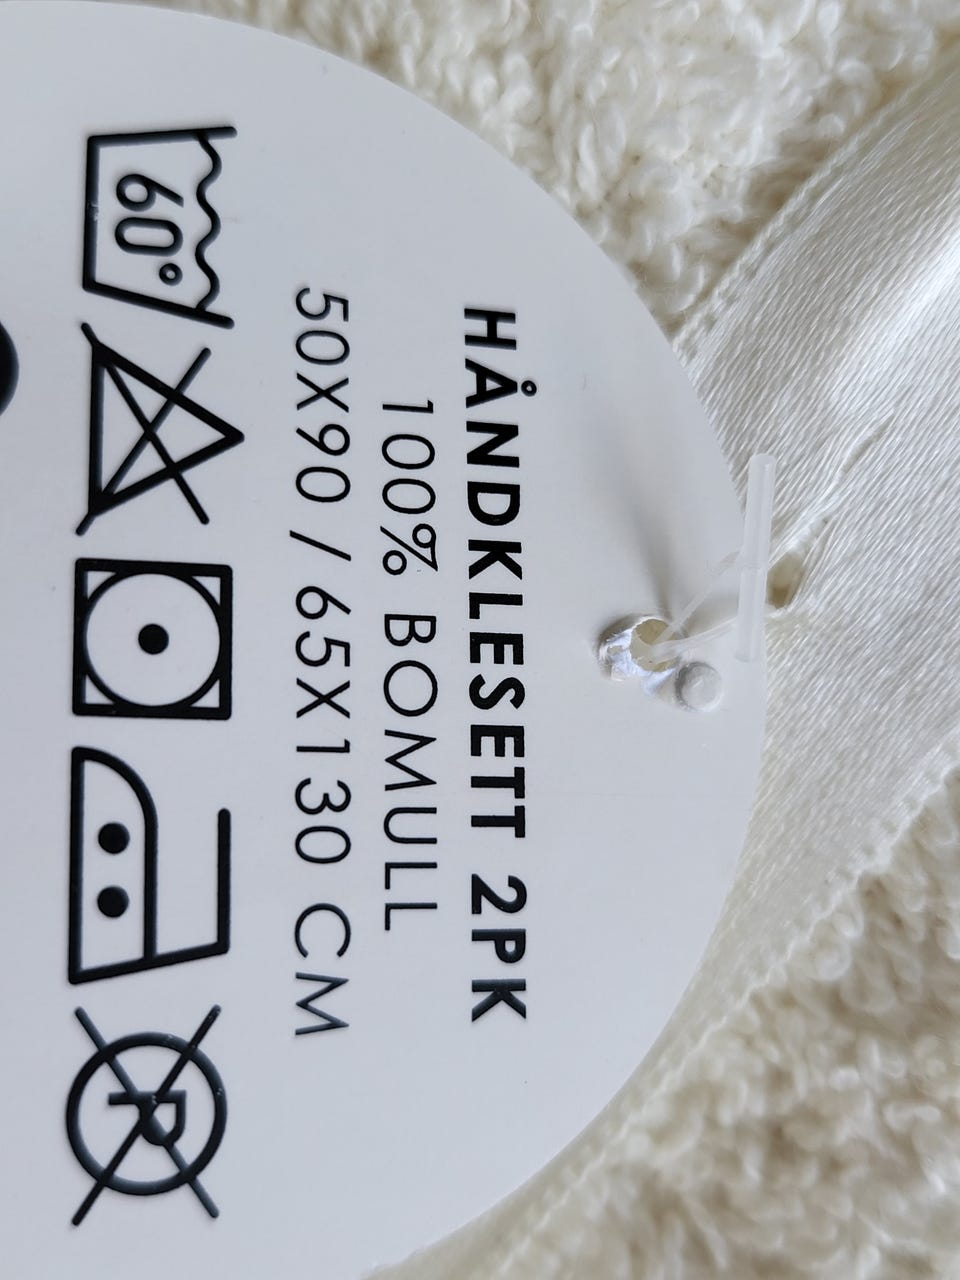 HÅNDKLESETT 2PK
100% BOMULL
50X90 / 65X130 CM
60°
P